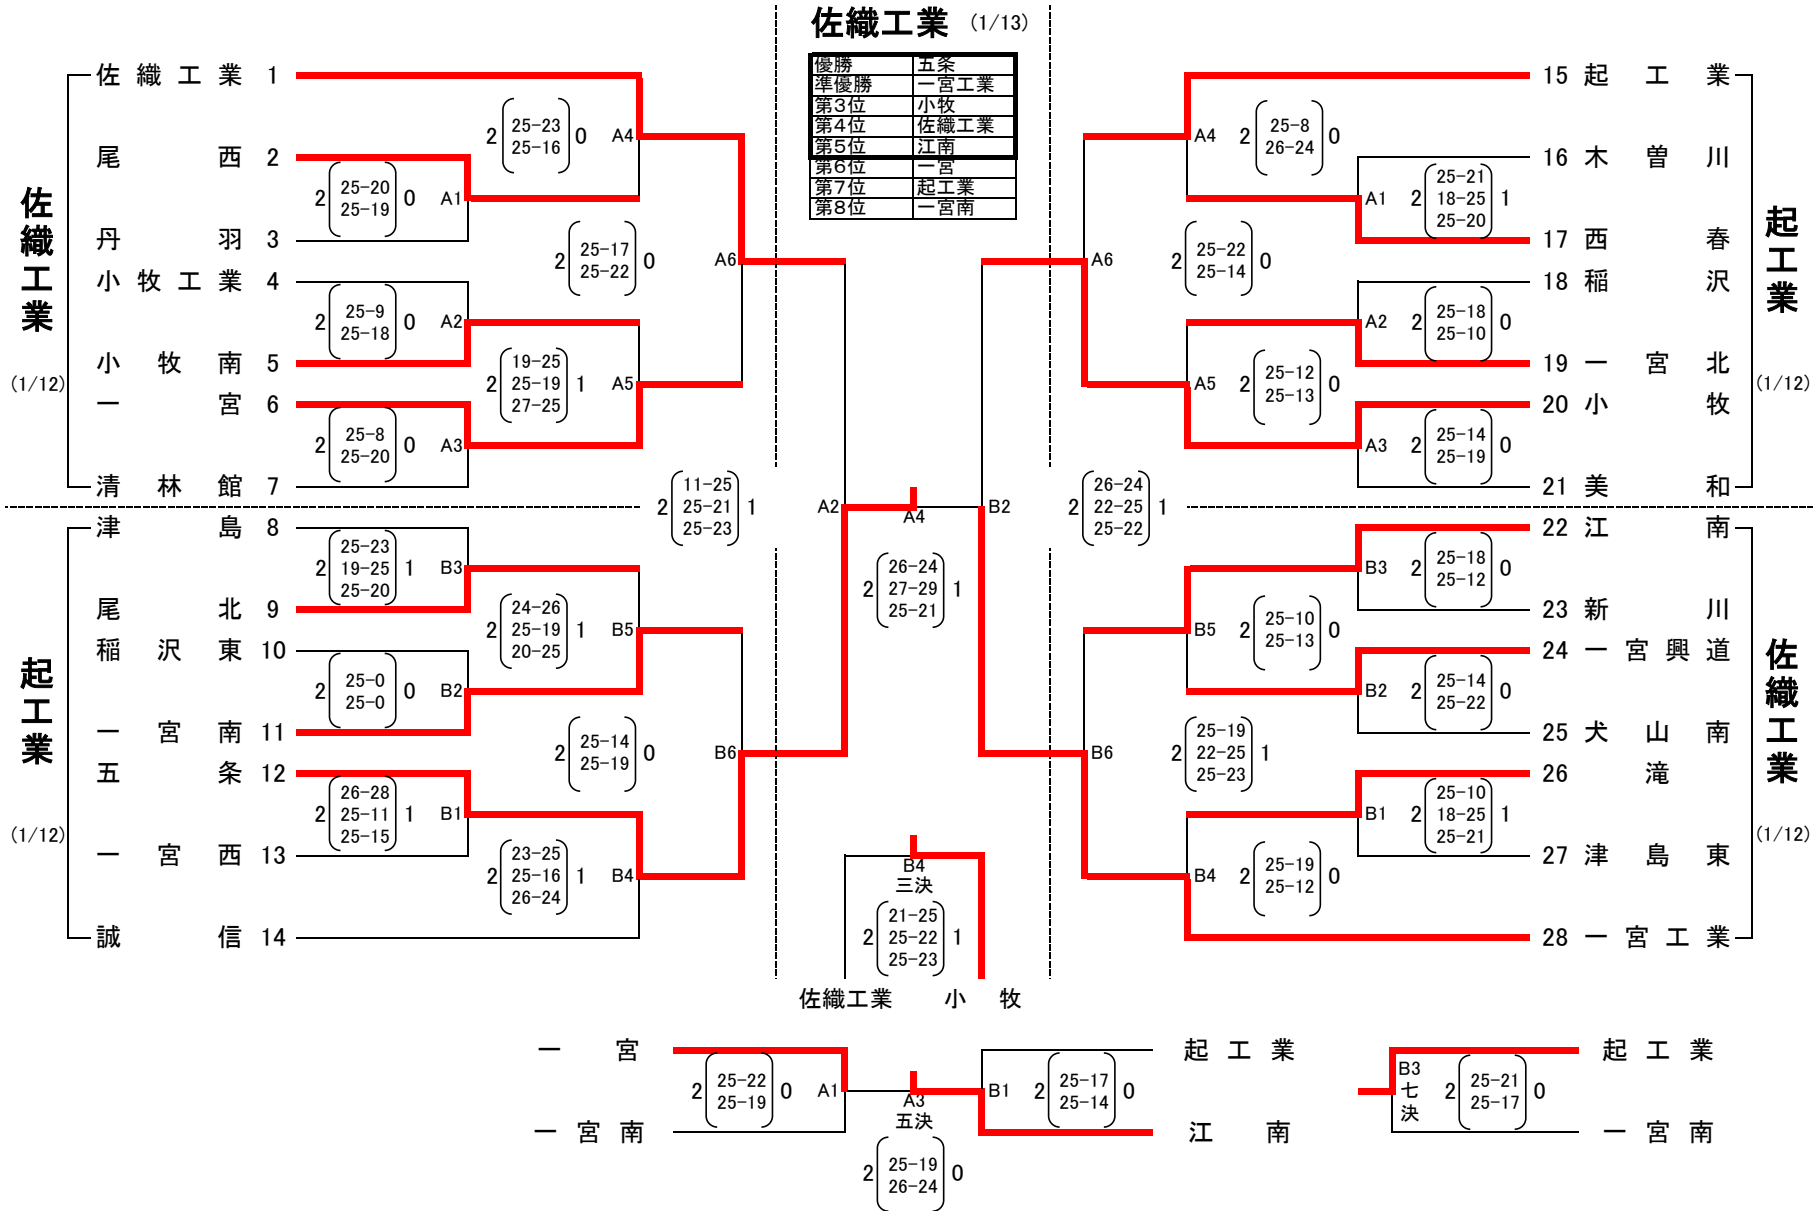 佐織工業 (1/13)
優勝 五条
準優勝 一宮工業
第3位 小牧
第4位 佐織工業
第5位 江南
第6位 一宮
第7位 起工業
第8位 一宮南
佐織工業
(1/12)
佐織工業 1
尾西 2
丹羽 3
小牧工業 4
小牧南 5
一宮 6
清林館 7
2 25-23 0 A4
25-16
2 25-20 0 A1
25-19
2 25-17 0 A6
25-22
2 25-9 0 A2
25-18
2 19-25 1 A5
25-19
27-25
2 25-8 0 A3
25-20
起工業
(1/12)
津島 8
尾北 9
稲沢東 10
一宮南 11
五条 12
一宮西 13
誠信 14
2 25-23 1 B3
19-25
25-20
2 24-26 1 B5
25-19
20-25
2 25-0 0 B2
25-0
2 25-14 0 B6
25-19
2 26-28 1 B1
25-11
25-15
2 23-25 1 B4
25-16
26-24
2 11-25 1 A2
25-21
25-23
A4
2 26-24 1
27-29
25-21
B2
2 26-24 1
22-25
25-22
起工業
(1/12)
15 起工業
16 木曽川
17 西春
18 稲沢
19 一宮北
20 小牧
21 美和
A4 2 25-8 0
26-24
A1 2 25-21 1
18-25
25-20
A6 2 25-22 0
25-14
A2 2 25-18 0
25-10
A5 2 25-12 0
25-13
A3 2 25-14 0
25-19
佐織工業
(1/12)
22 江南
23 新川
24 一宮興道
25 犬山南
26 滝
27 津島東
28 一宮工業
B3 2 25-18 0
25-12
B5 2 25-10 0
25-13
B2 2 25-14 0
25-22
B6 2 25-19 1
22-25
25-23
B1 2 25-10 1
18-25
25-21
B4 2 25-19 0
25-12
B4
三決
2 21-25 1
25-22
25-23
佐織工業 小牧
一宮
一宮南
2 25-22 0 A1
25-19
A3
五決
2 25-19 0
26-24
B1 2 25-17 0
25-14
起工業
江南
B3
七決
2 25-21 0
25-17
起工業
一宮南